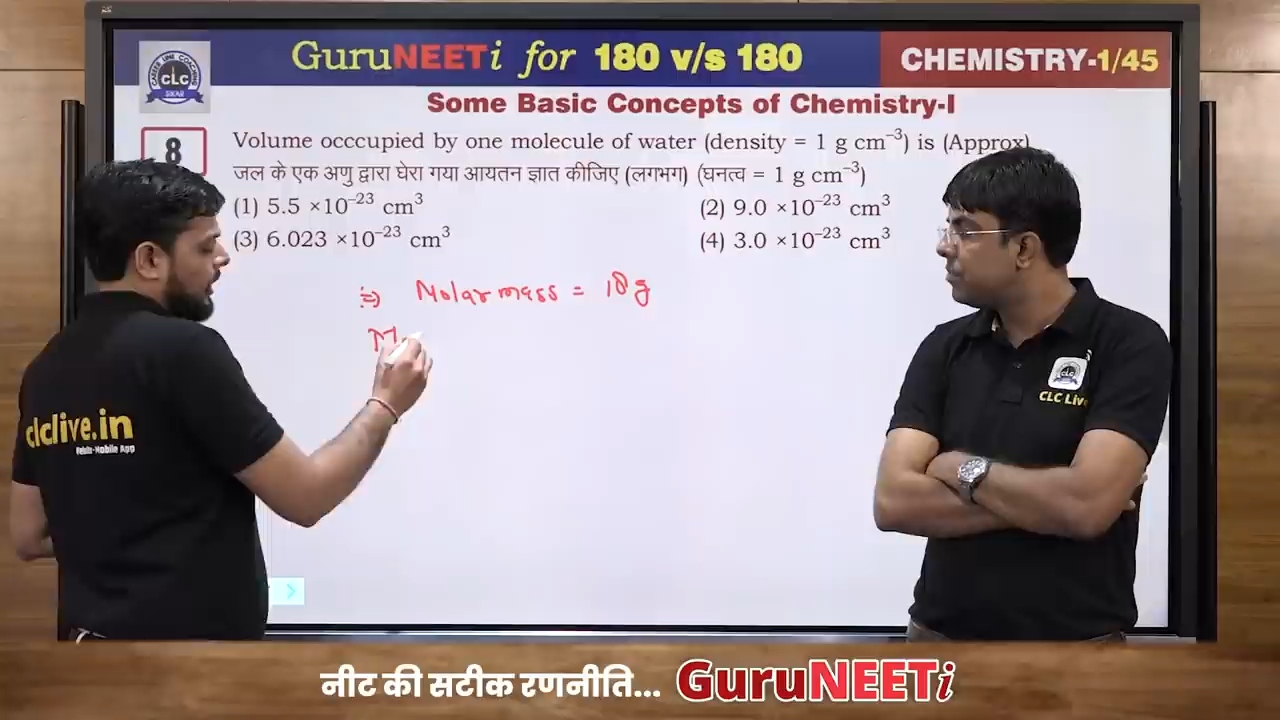 GuruNEETi for 180 v/s 180
CHEMISTRY-1/45
CLC
SIKAR
Some Basic Concepts of Chemistry-I
8
Volume occcupied by one molecule of water (density = 1 g cm⁻³) is (Approx)
जल के एक अणु द्वारा घेरा गया आयतन ज्ञात कीजिए (लगभग) (घनत्व = 1 g cm⁻³)
(1) 5.5 ×10⁻²³ cm³
(2) 9.0 ×10⁻²³ cm³
(3) 6.023 ×10⁻²³ cm³
(4) 3.0 ×10⁻²³ cm³
⇒ Molar mass = 18g
M
clclive.in
CLC Live
नीट की सटीक रणनीति... GuruNEETi